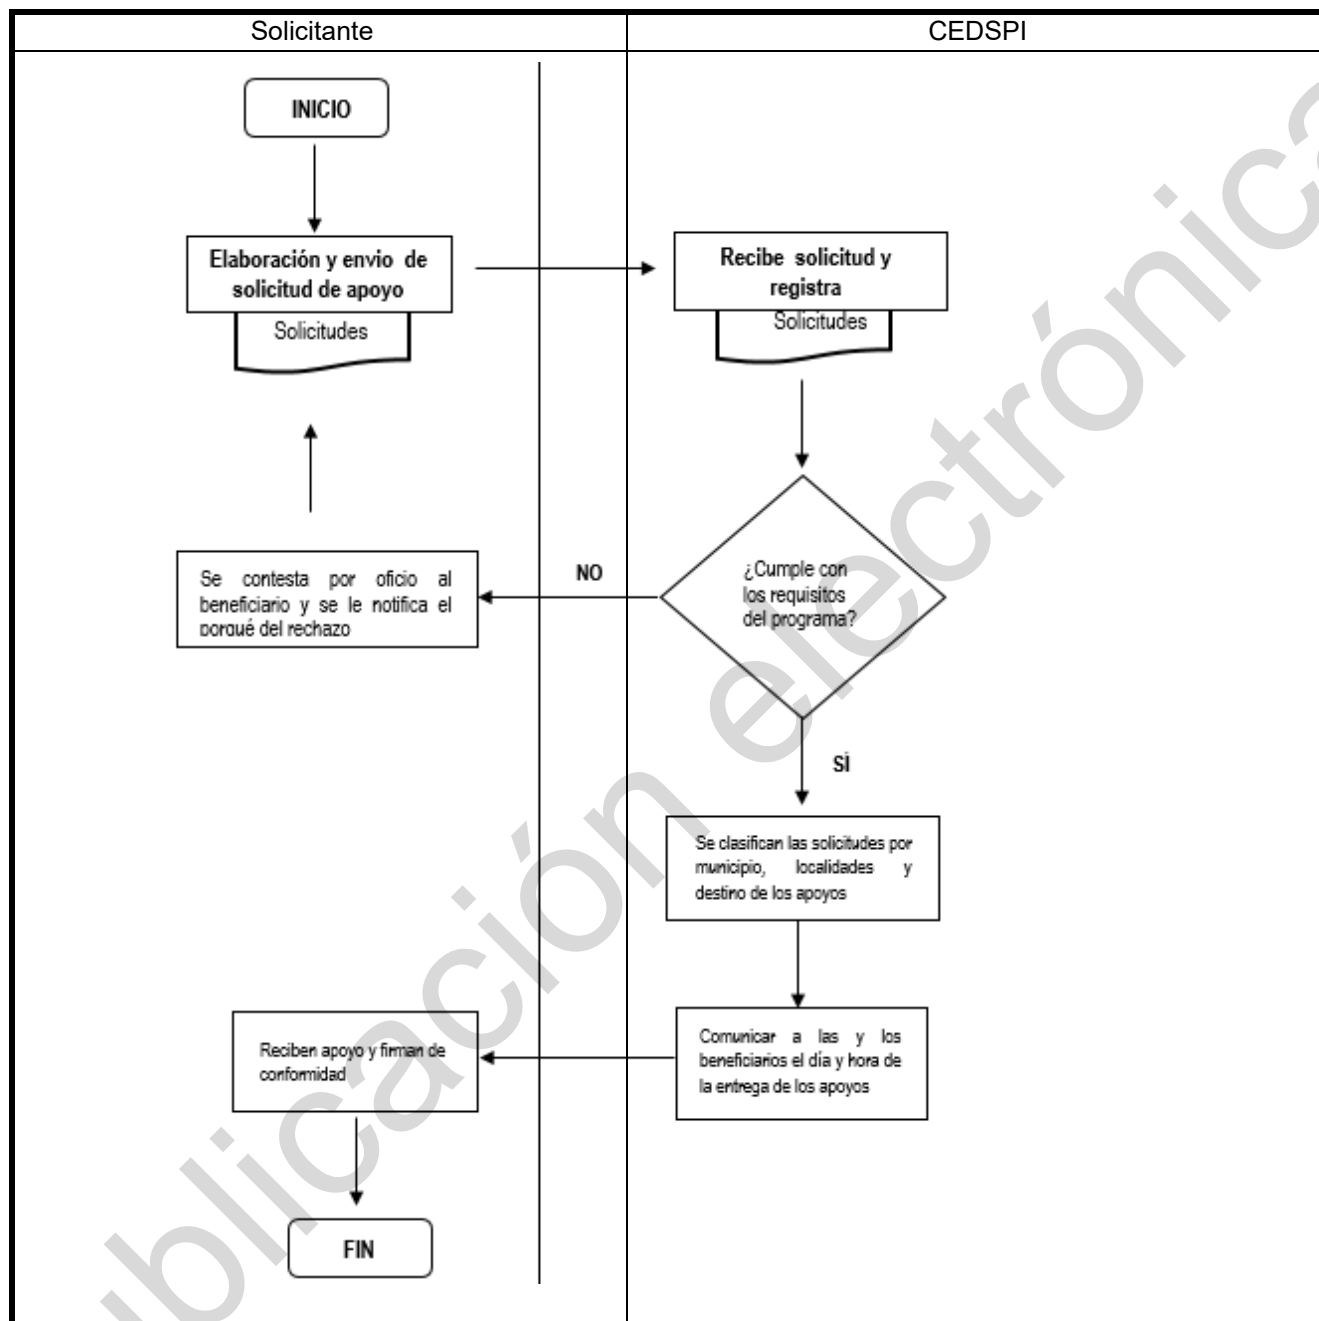 Solicitante
CEDSPI
INICIO
Elaboración y envio de
solicitud de apoyo
Solicitudes
Recibe solicitud y
registra
Solicitudes
¿Cumple con
los requisitos
del programa?
NO
Se contesta por oficio al
beneficiario y se le notifica el
porqué del rechazo
SÍ
Se clasifican las solicitudes por
municipio, localidades y
destino de los apoyos
Comunicar a las y los
beneficiarios el día y hora de
la entrega de los apoyos
Reciben apoyo y firman de
conformidad
FIN
ublicación electrónica